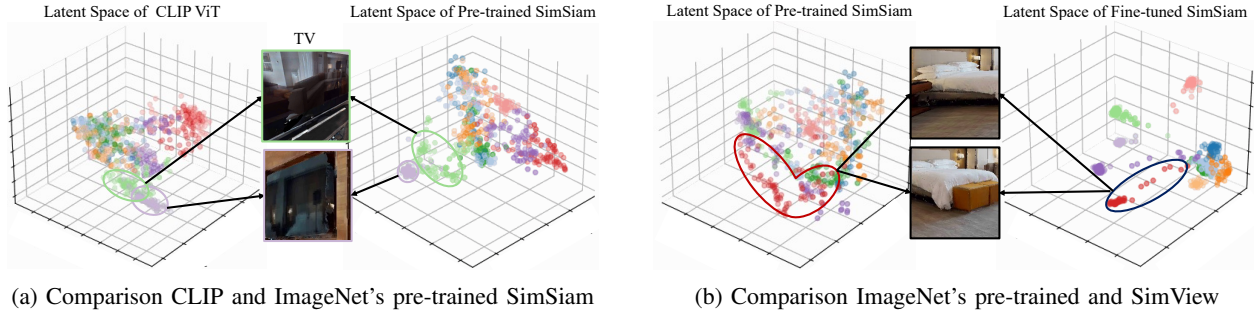 Latent Space of CLIP ViT
Latent Space of Pre-trained SimSiam
TV
(a) Comparison CLIP and ImageNet's pre-trained SimSiam
Latent Space of Pre-trained SimSiam
Latent Space of Fine-tuned SimSiam
(b) Comparison ImageNet's pre-trained and SimView